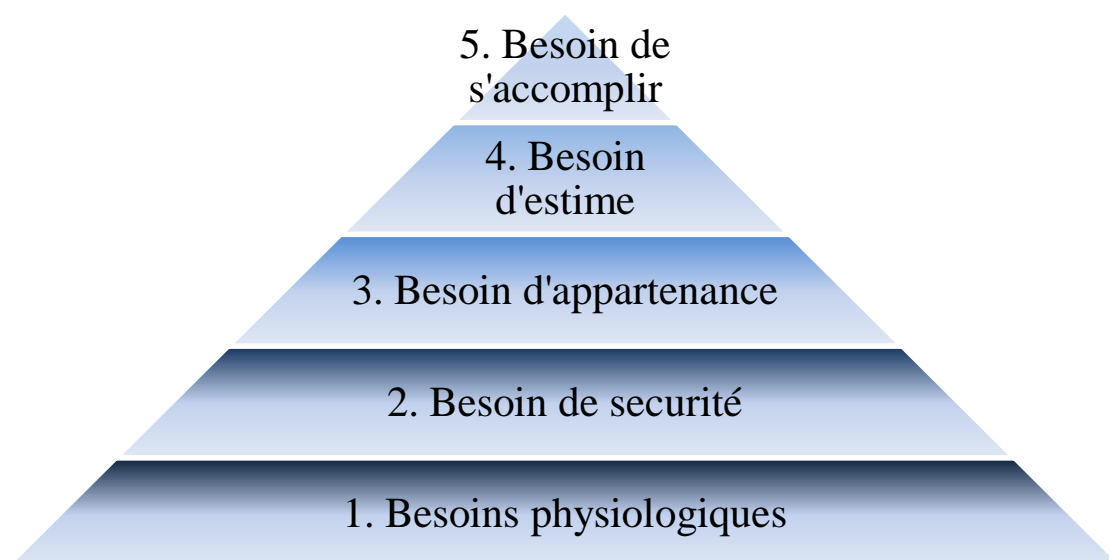 5. Besoin de
s'accomplir
4. Besoin
d'estime
3. Besoin d'appartenance
2. Besoin de securité
1. Besoins physiologiques